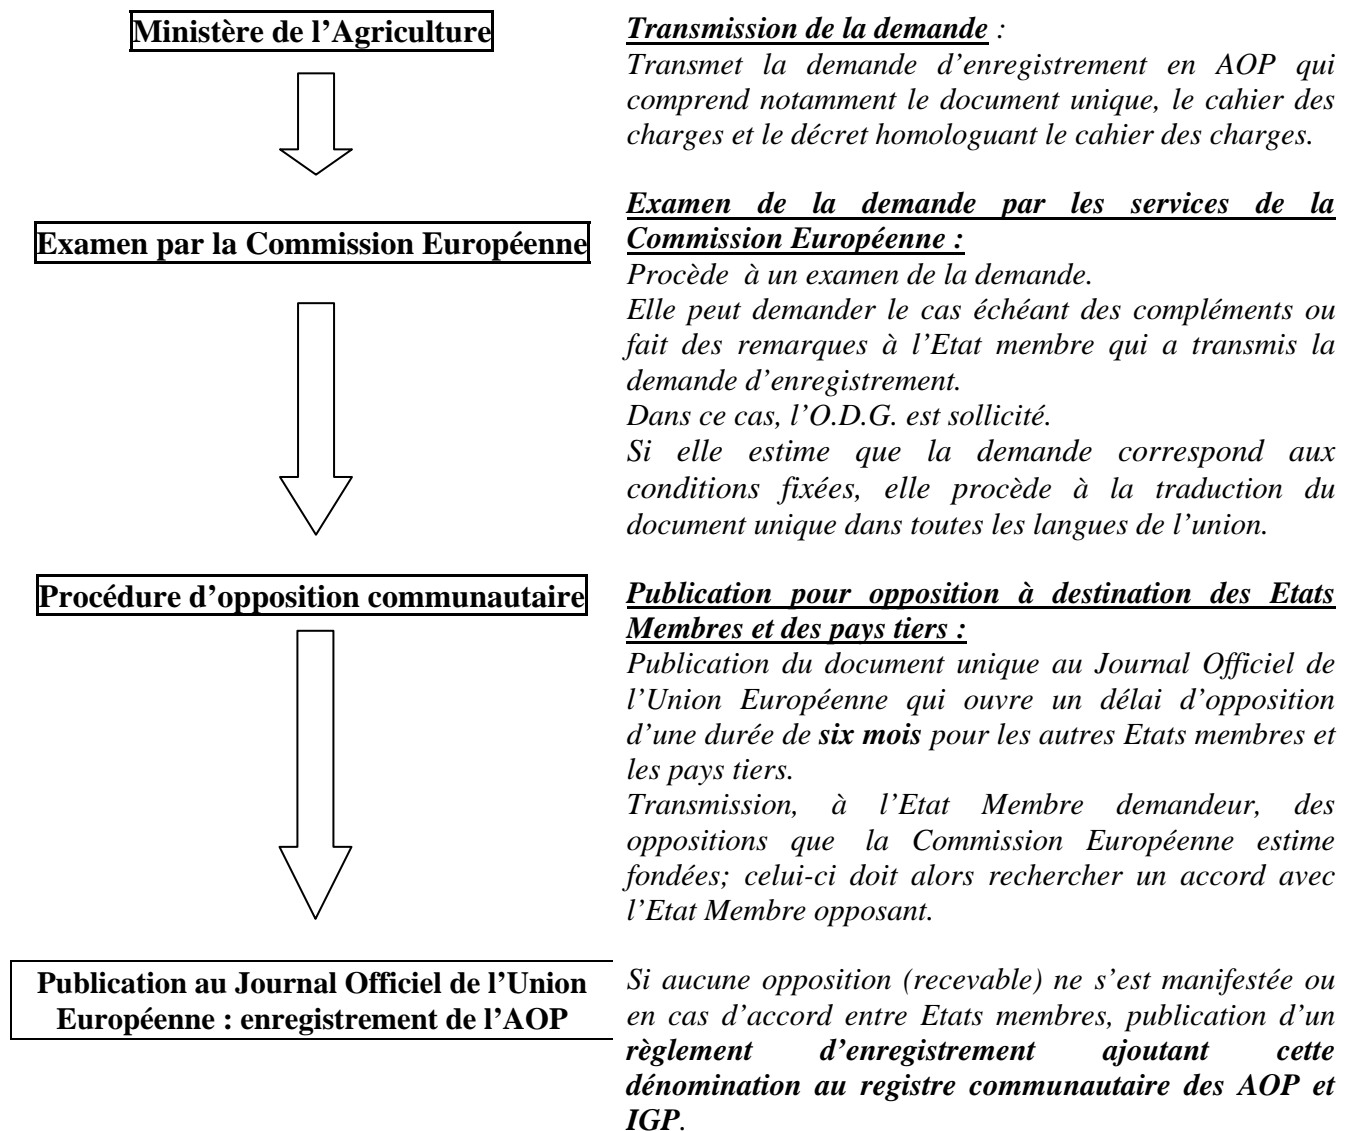 Ministère de l’Agriculture
Transmission de la demande :
Transmet la demande d’enregistrement en AOP qui
comprend notamment le document unique, le cahier des
charges et le décret homologuant le cahier des charges.
Examen par la Commission Européenne
Examen de la demande par les services de la
Commission Européenne :
Procède à un examen de la demande.
Elle peut demander le cas échéant des compléments ou
fait des remarques à l’Etat membre qui a transmis la
demande d’enregistrement.
Dans ce cas, l’O.D.G. est sollicité.
Si elle estime que la demande correspond aux
conditions fixées, elle procède à la traduction du
document unique dans toutes les langues de l’union.
Procédure d’opposition communautaire
Publication pour opposition à destination des Etats
Membres et des pays tiers :
Publication du document unique au Journal Officiel de
l’Union Européenne qui ouvre un délai d’opposition
d’une durée de six mois pour les autres Etats membres et
les pays tiers.
Transmission, à l’Etat Membre demandeur, des
oppositions que la Commission Européenne estime
fondées; celui-ci doit alors rechercher un accord avec
l’Etat Membre opposant.
Publication au Journal Officiel de l’Union
Européenne : enregistrement de l’AOP
Si aucune opposition (recevable) ne s’est manifestée ou
en cas d’accord entre Etats membres, publication d’un
règlement d’enregistrement ajoutant cette
dénomination au registre communautaire des AOP et
IGP.